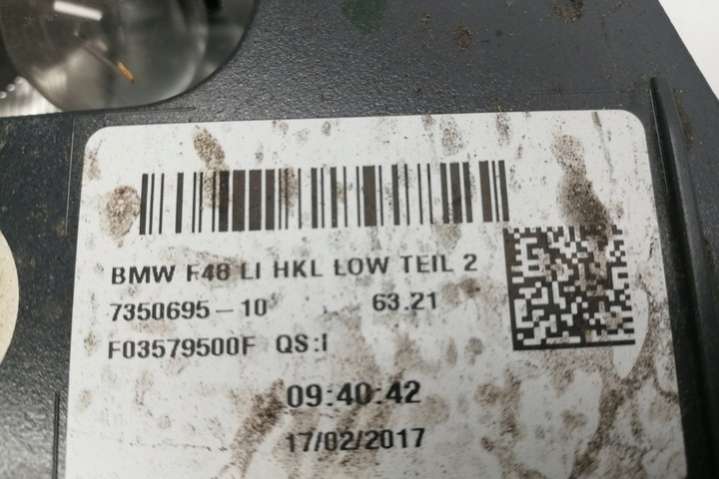 BMW F48 LI HKL LOW TEIL 2
7350695-10 63.21
F03579500F QS:I
09:40:42
17/02/2017